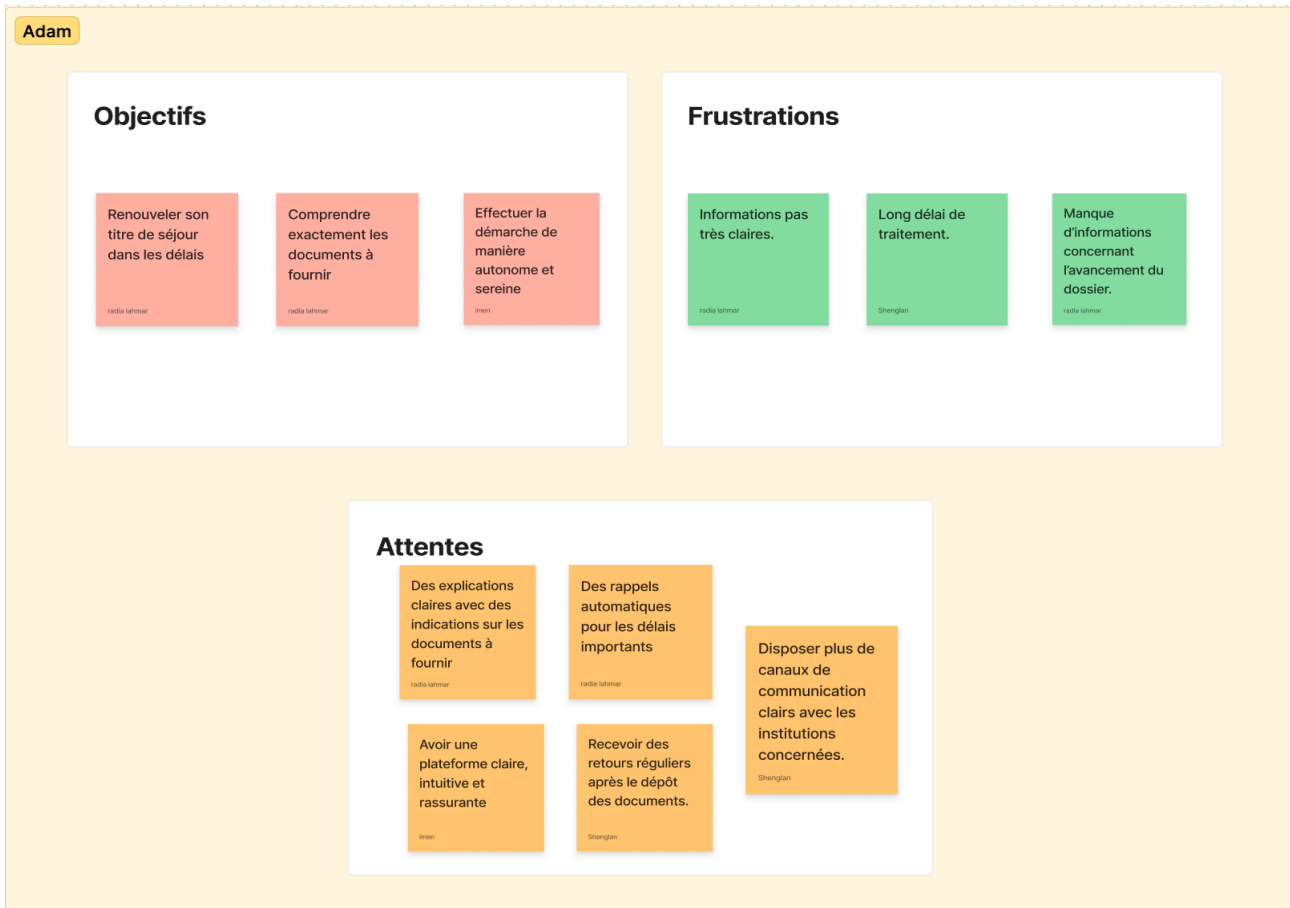 Adam
Objectifs
Renouveler son
titre de séjour
dans les délais
radia lahmar
Comprendre
exactement les
documents à
fournir
radia lahmar
Effectuer la
démarche de
manière
autonome et
sereine
imen
Frustrations
Informations pas
très claires.
radia lahmar
Long délai de
traitement.
Shenglan
Manque
d'informations
concernant
l'avancement du
dossier.
radia lahmar
Attentes
Des explications
claires avec des
indications sur les
documents à
fournir
radia lahmar
Des rappels
automatiques
pour les délais
importants
radia lahmar
Disposer plus de
canaux de
communication
clairs avec les
institutions
concernées.
Shenglan
Avoir une
plateforme claire,
intuitive et
rassurante
imen
Recevoir des
retours réguliers
après le dépôt
des documents.
Shenglan